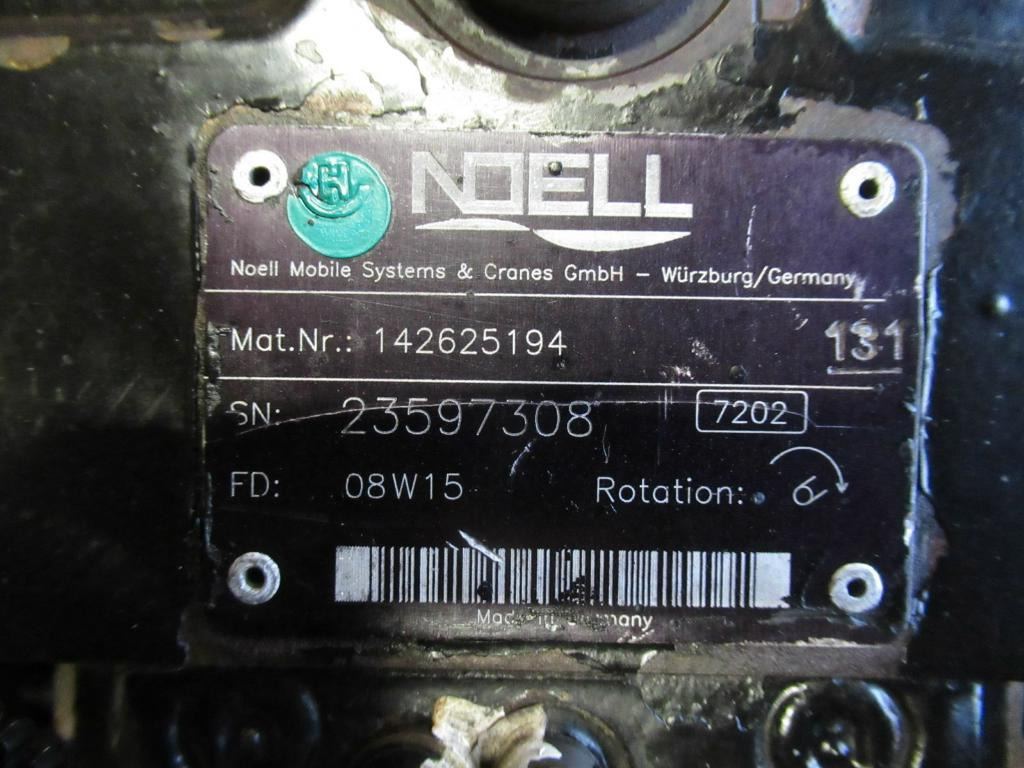 NOELL
Noell Mobile Systems & Cranes GmbH – Würzburg/Germany
Mat.Nr.: 142625194
131
SN: 23597308 7202
FD: 08W15 Rotation:
Made in Germany